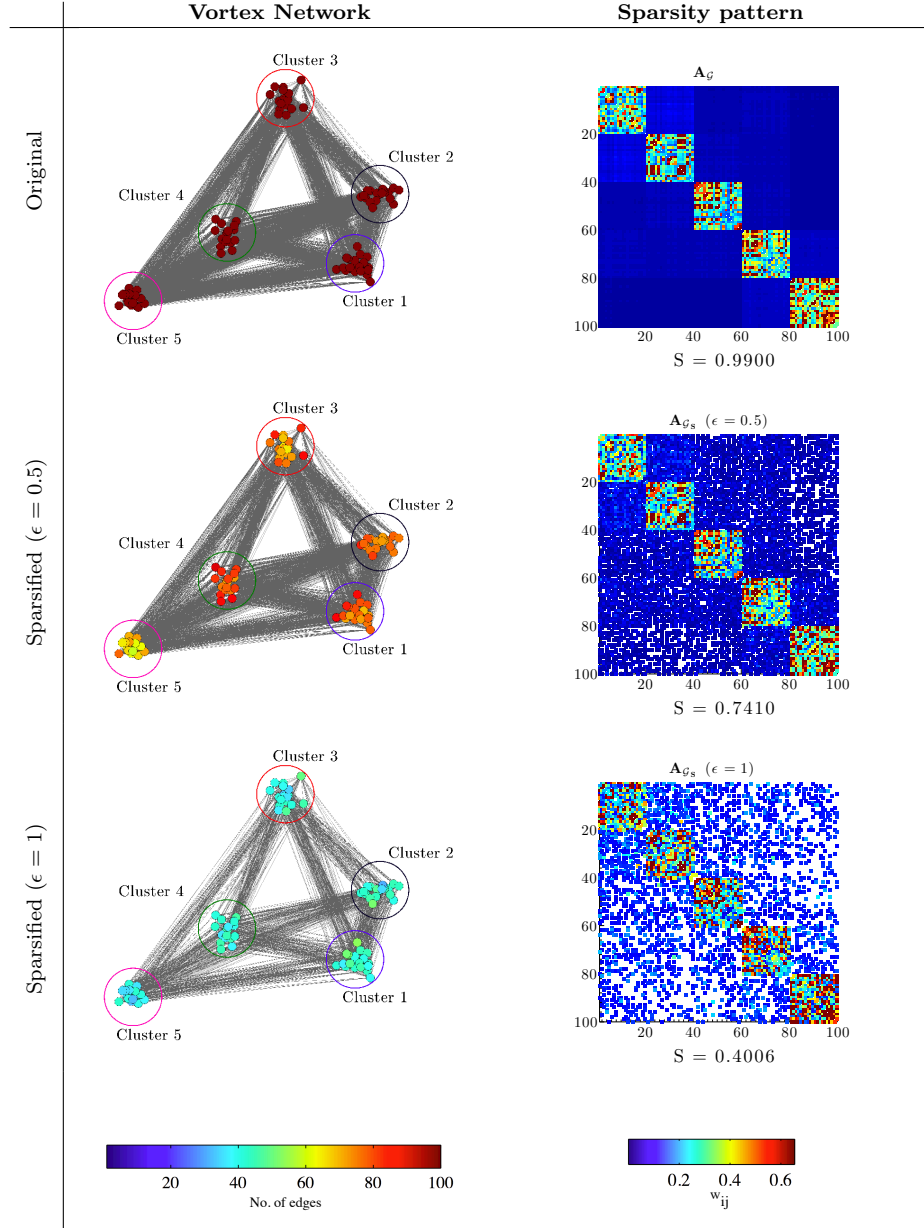 Vortex Network
Sparsity pattern
Original
Cluster 3
Cluster 2
Cluster 4
Cluster 1
Cluster 5
A_𝒢
20
40
60
80
100
20 40 60 80 100
S = 0.9900
Sparsified (ϵ = 0.5)
Cluster 3
Cluster 2
Cluster 4
Cluster 1
Cluster 5
A_𝒢ₛ (ϵ = 0.5)
20
40
60
80
100
20 40 60 80 100
S = 0.7410
Sparsified (ϵ = 1)
Cluster 3
Cluster 2
Cluster 4
Cluster 1
Cluster 5
A_𝒢ₛ (ϵ = 1)
20
40
60
80
100
20 40 60 80 100
S = 0.4006
20 40 60 80 100
No. of edges
0.2 0.4 0.6
w_ij